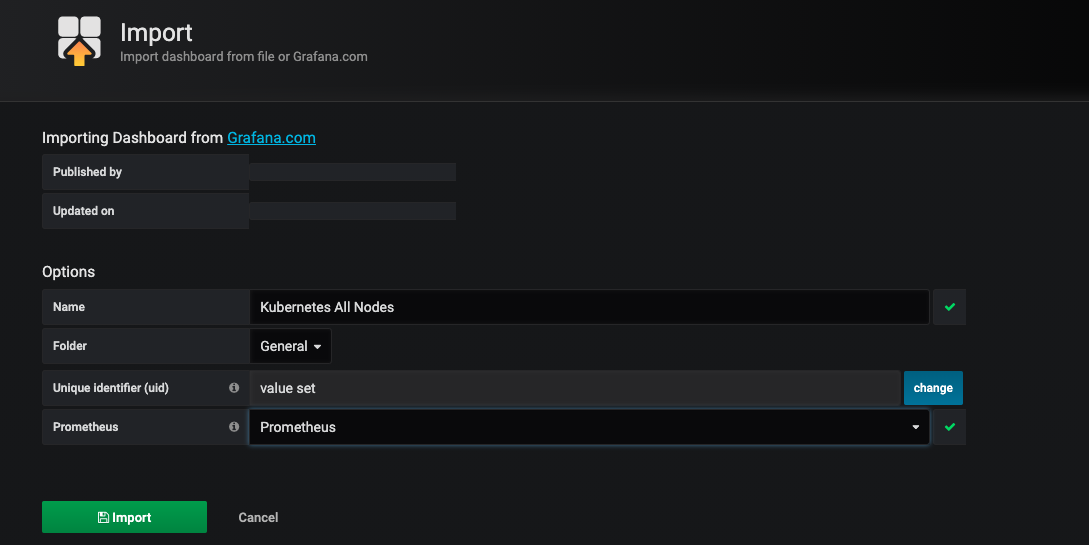 Import
Import dashboard from file or Grafana.com
Importing Dashboard from Grafana.com
Published by
Updated on
Options
Name Kubernetes All Nodes
Folder General
Unique identifier (uid) value set change
Prometheus Prometheus
Import Cancel